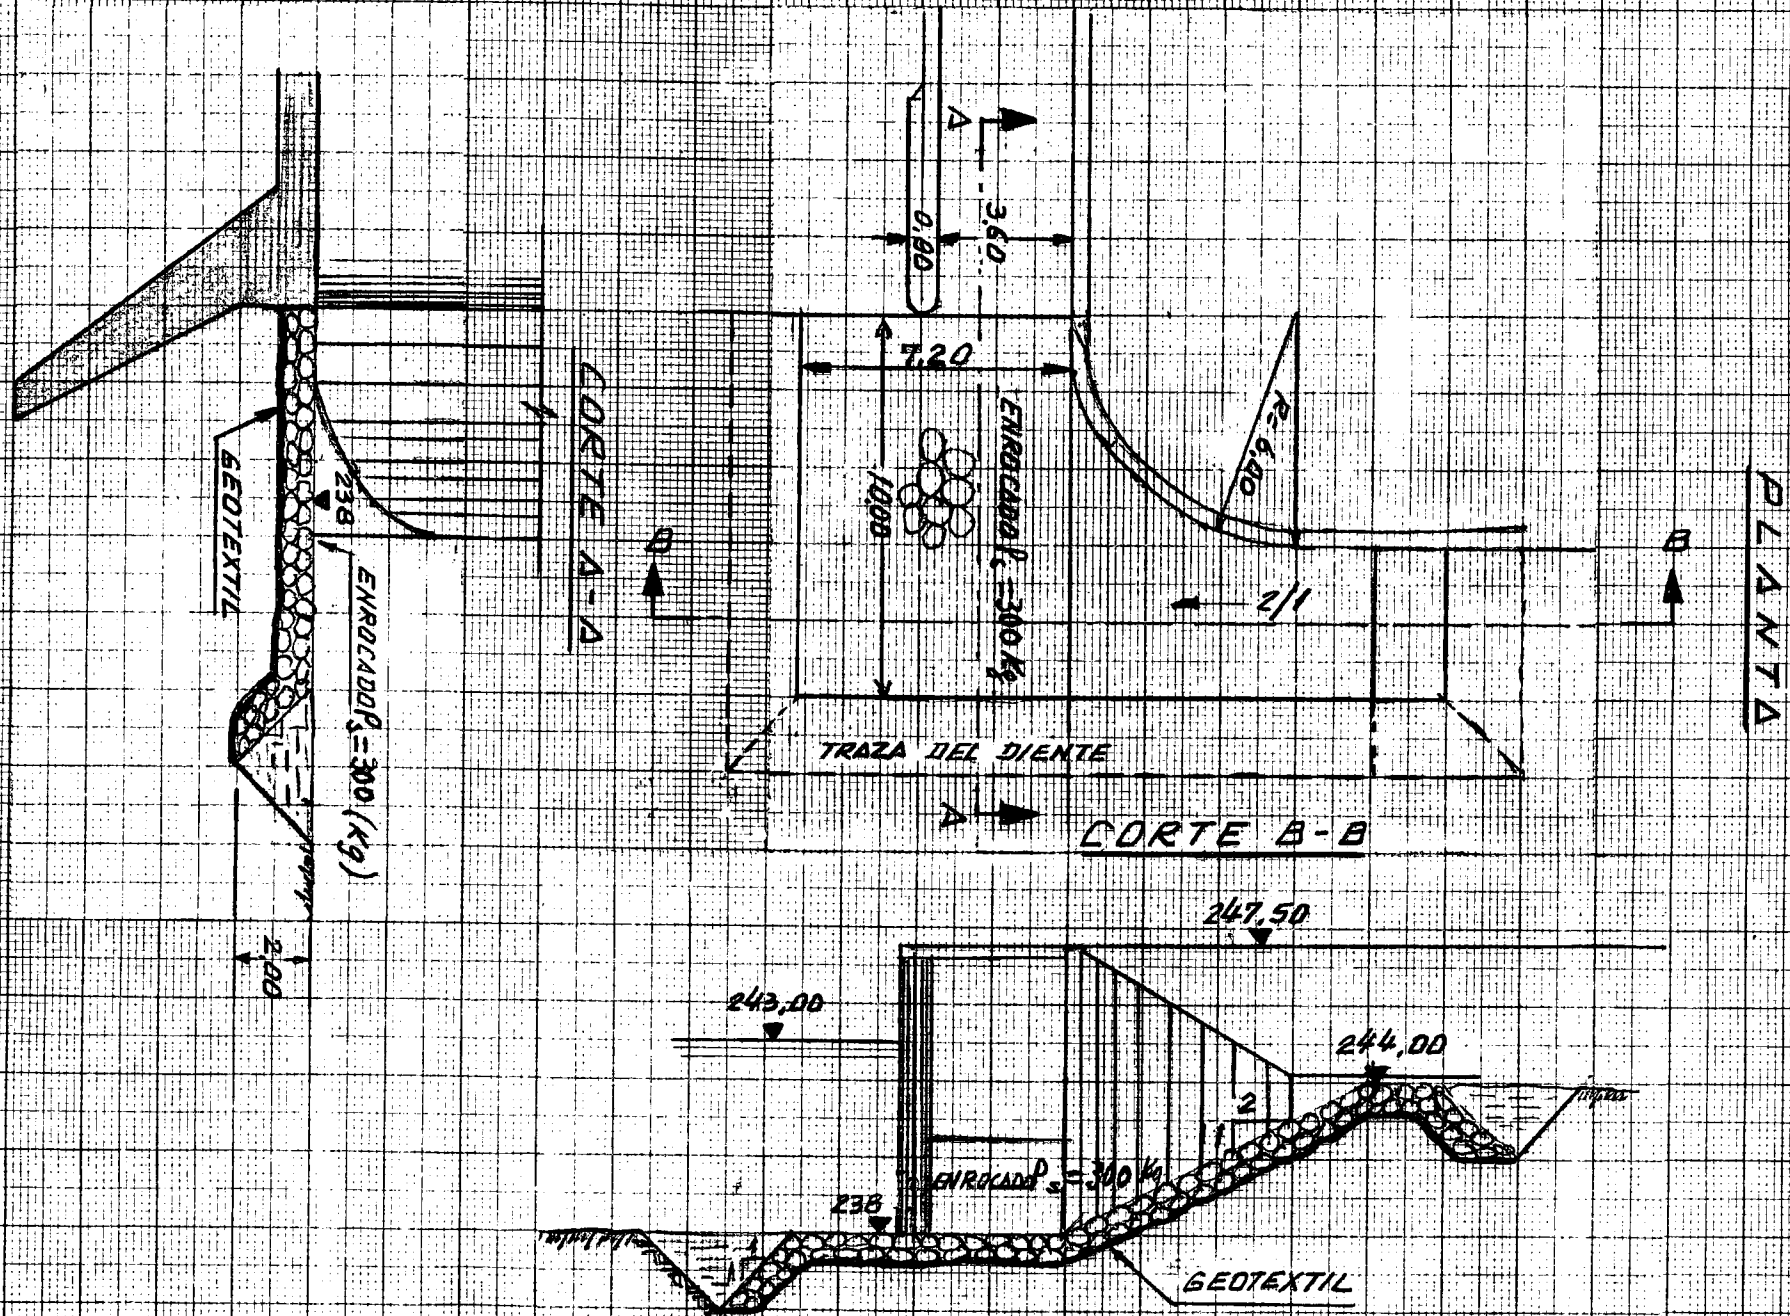 PLANTA
A
3,60
0,80
7,20
R=6,40
ENROCADO Ps=300 Kg
10,00
B
B
2/1
TRAZA DEL DIENTE
A
CORTE A-A
238
GEOTEXTIL
ENROCADO Ps=300 (Kg)
2,00
CORTE B-B
247,50
243,00
244,00
2
1
ENROCADO Ps=300 Kg
238
GEOTEXTIL